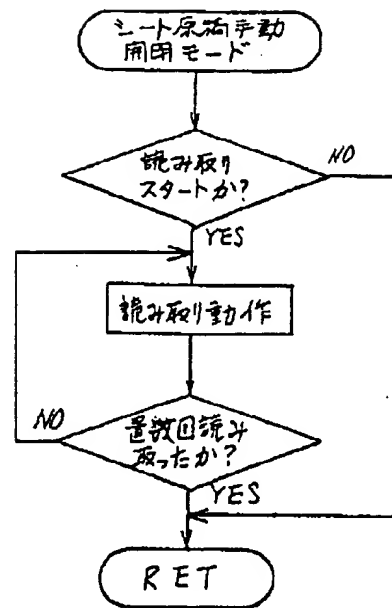 シート原稿手動
開閉モード
読み取り
スタートか?
NO
YES
読み取り動作
NO
置数回読み
取ったか?
YES
RET